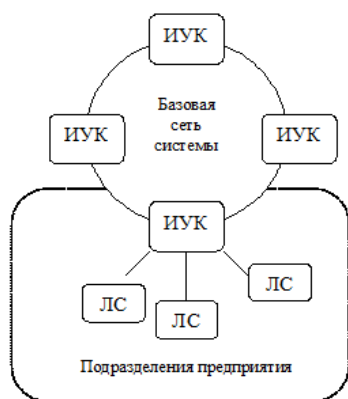 ИУК
Базовая
сеть
системы
ИУК
ИУК
ИУК
ЛС
ЛС
ЛС
Подразделения предприятия